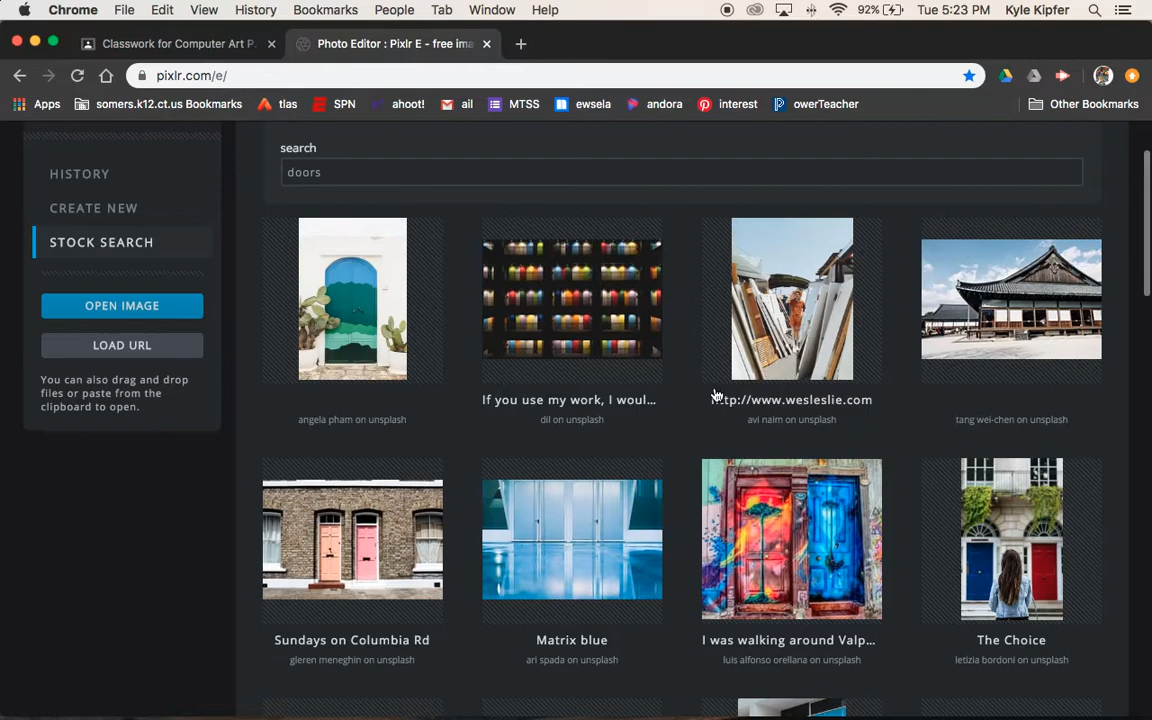 Chrome File Edit View History Bookmarks People Tab Window Help 92% Tue 5:23 PM Kyle Kipfer
Classwork for Computer Art P. Photo Editor : Pixlr E - free ima
pixlr.com/e/
Apps somers.k12.ct.us Bookmarks tlas SPN ahoot! ail MTSS ewsela andora interest owerTeacher Other Bookmarks
search
doors
HISTORY
CREATE NEW
STOCK SEARCH
OPEN IMAGE
LOAD URL
You can also drag and drop
files or paste from the
clipboard to open.
If you use my work, I woul... http://www.wesleslie.com
angela pham on unsplash dil on unsplash avi naim on unsplash tang wei-chen on unsplash
Sundays on Columbia Rd Matrix blue I was walking around Valp... The Choice
gleren meneghin on unsplash ari spada on unsplash luis alfonso orellana on unsplash letizia bordoni on unsplash